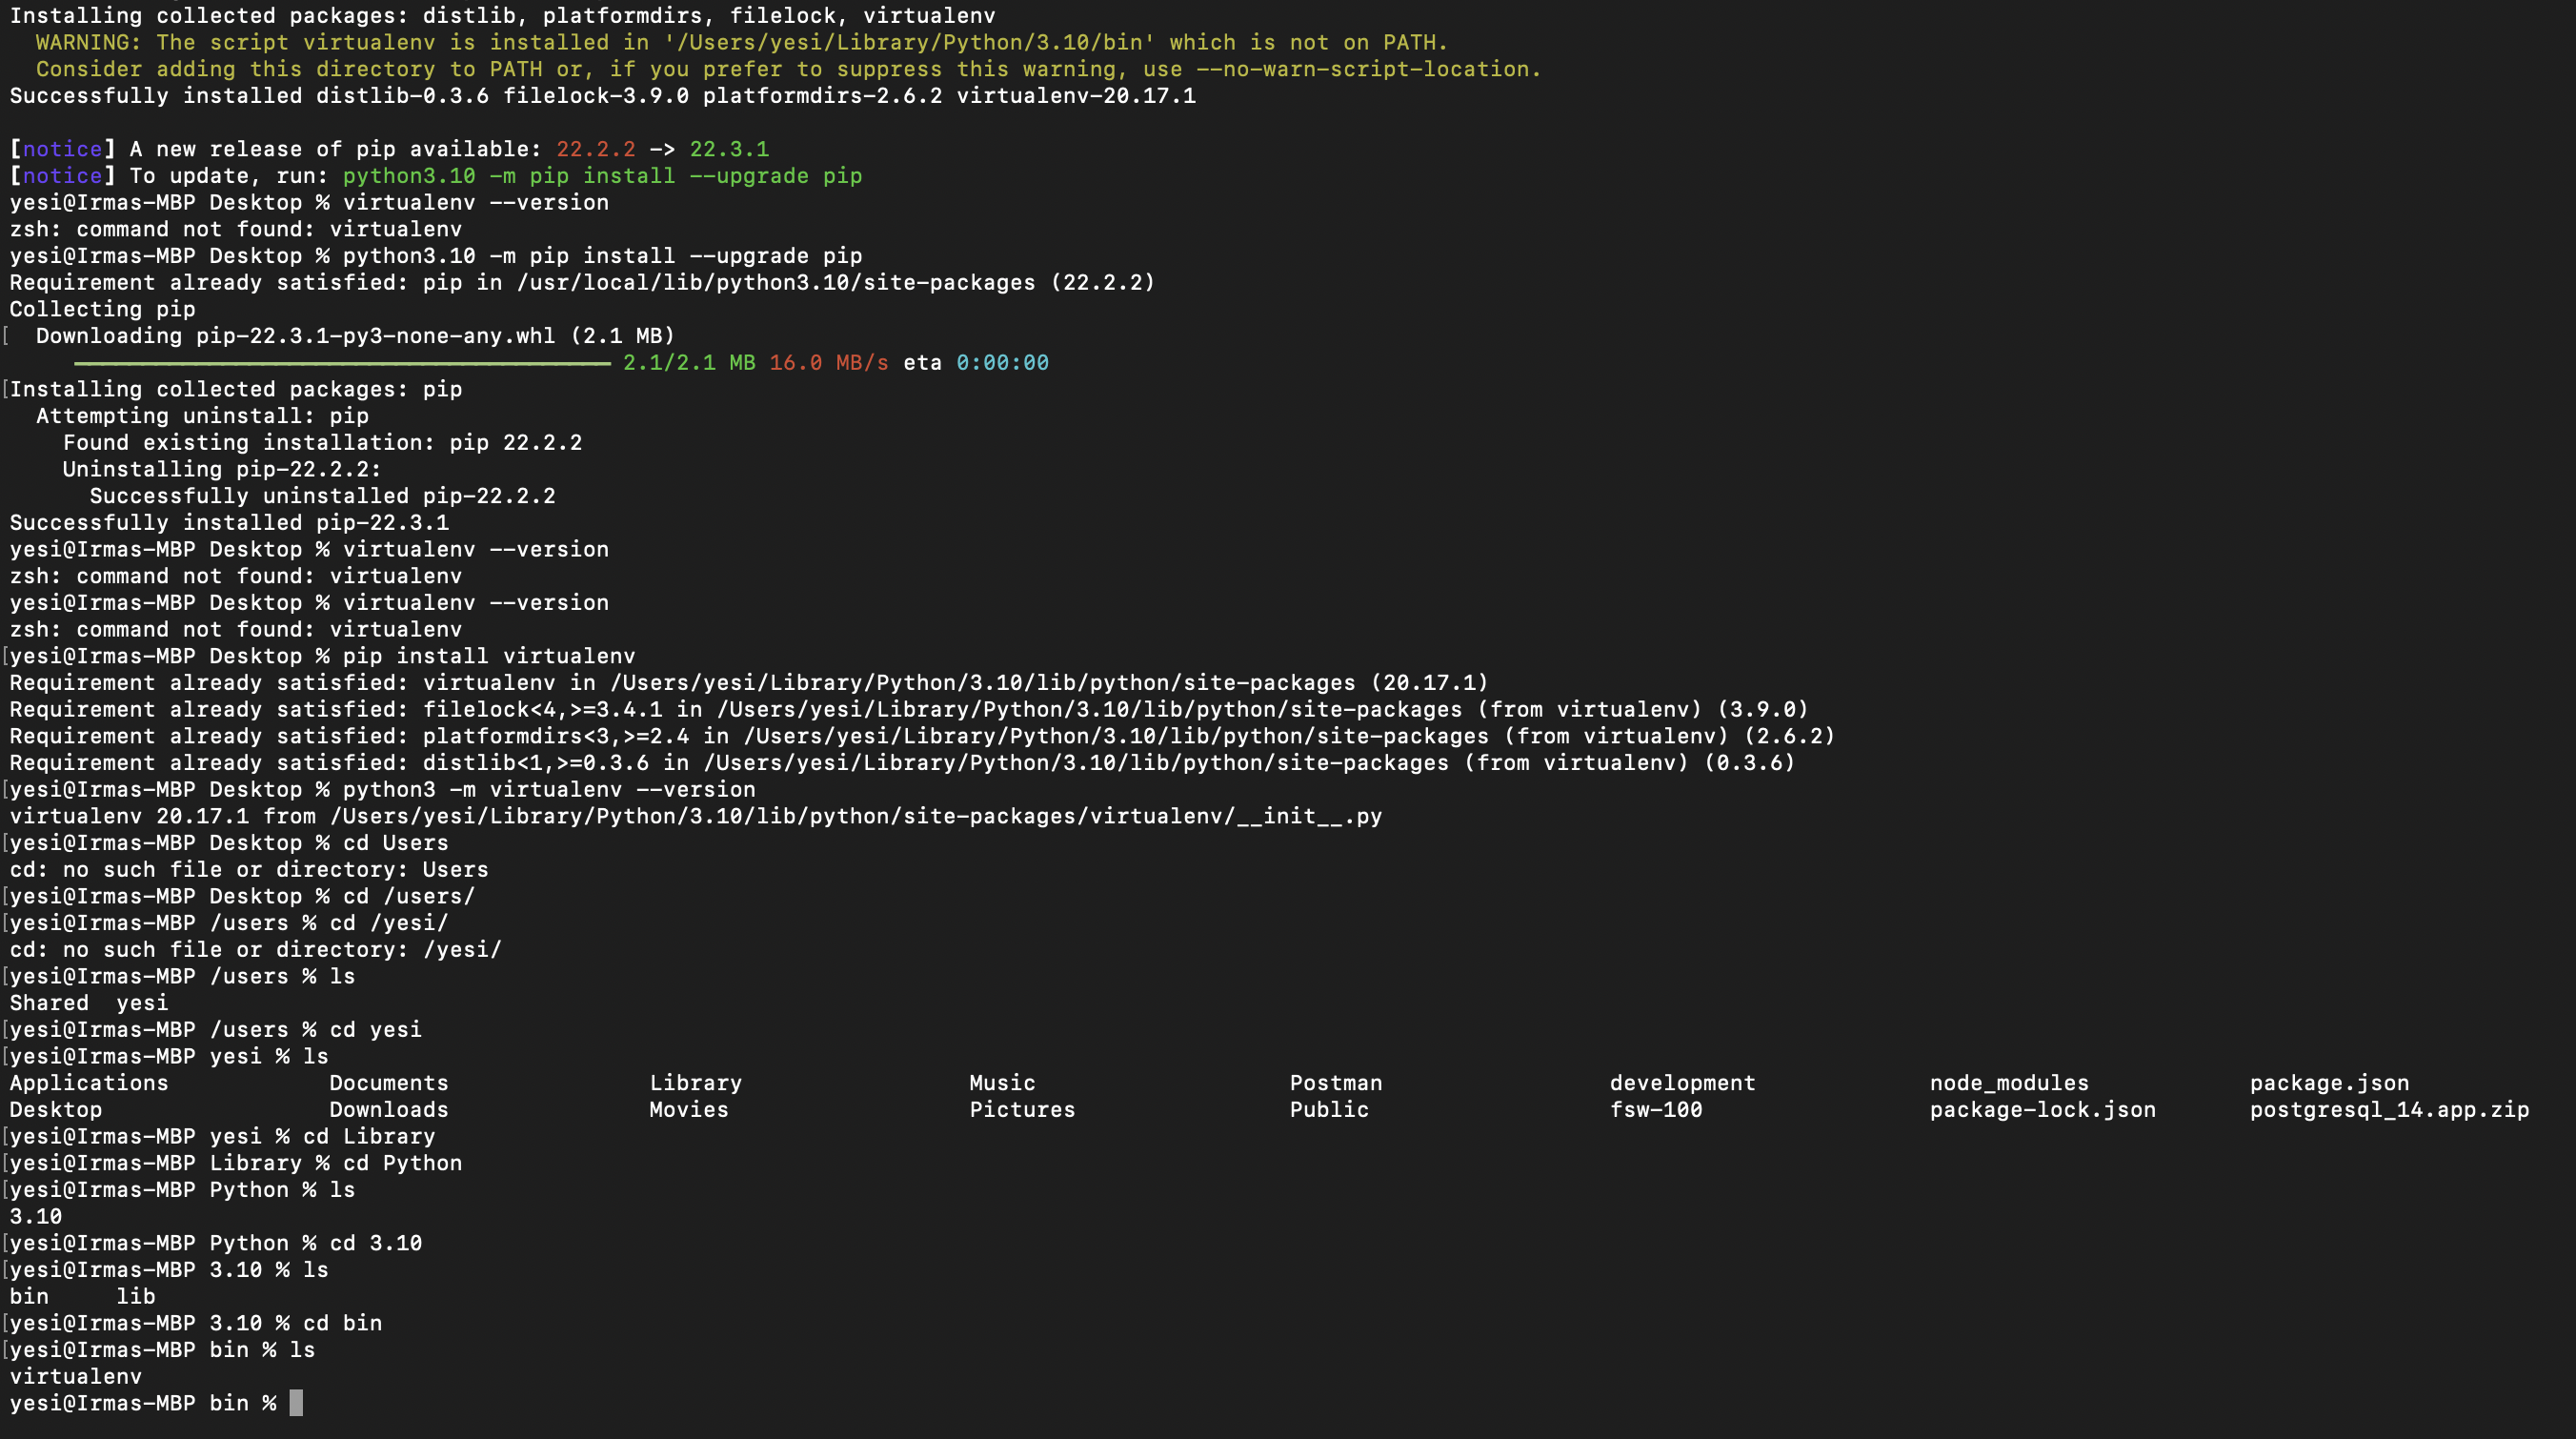 Installing collected packages: distlib, platformdirs, filelock, virtualenv
  WARNING: The script virtualenv is installed in '/Users/yesi/Library/Python/3.10/bin' which is not on PATH.
  Consider adding this directory to PATH or, if you prefer to suppress this warning, use --no-warn-script-location.
Successfully installed distlib-0.3.6 filelock-3.9.0 platformdirs-2.6.2 virtualenv-20.17.1

[notice] A new release of pip available: 22.2.2 -> 22.3.1
[notice] To update, run: python3.10 -m pip install --upgrade pip
yesi@Irmas-MBP Desktop % virtualenv --version
zsh: command not found: virtualenv
yesi@Irmas-MBP Desktop % python3.10 -m pip install --upgrade pip
Requirement already satisfied: pip in /usr/local/lib/python3.10/site-packages (22.2.2)
Collecting pip
[  Downloading pip-22.3.1-py3-none-any.whl (2.1 MB)
2.1/2.1 MB 16.0 MB/s eta 0:00:00
[Installing collected packages: pip
  Attempting uninstall: pip
    Found existing installation: pip 22.2.2
    Uninstalling pip-22.2.2:
      Successfully uninstalled pip-22.2.2
Successfully installed pip-22.3.1
yesi@Irmas-MBP Desktop % virtualenv --version
zsh: command not found: virtualenv
yesi@Irmas-MBP Desktop % virtualenv --version
zsh: command not found: virtualenv
[yesi@Irmas-MBP Desktop % pip install virtualenv
Requirement already satisfied: virtualenv in /Users/yesi/Library/Python/3.10/lib/python/site-packages (20.17.1)
Requirement already satisfied: filelock<4,>=3.4.1 in /Users/yesi/Library/Python/3.10/lib/python/site-packages (from virtualenv) (3.9.0)
Requirement already satisfied: platformdirs<3,>=2.4 in /Users/yesi/Library/Python/3.10/lib/python/site-packages (from virtualenv) (2.6.2)
Requirement already satisfied: distlib<1,>=0.3.6 in /Users/yesi/Library/Python/3.10/lib/python/site-packages (from virtualenv) (0.3.6)
[yesi@Irmas-MBP Desktop % python3 -m virtualenv --version
virtualenv 20.17.1 from /Users/yesi/Library/Python/3.10/lib/python/site-packages/virtualenv/__init__.py
[yesi@Irmas-MBP Desktop % cd Users
cd: no such file or directory: Users
[yesi@Irmas-MBP Desktop % cd /users/
[yesi@Irmas-MBP /users % cd /yesi/
cd: no such file or directory: /yesi/
[yesi@Irmas-MBP /users % ls
Shared  yesi
[yesi@Irmas-MBP /users % cd yesi
[yesi@Irmas-MBP yesi % ls
Applications Documents Library Music Postman development node_modules package.json
Desktop Downloads Movies Pictures Public fsw-100 package-lock.json postgresql_14.app.zip
[yesi@Irmas-MBP yesi % cd Library
[yesi@Irmas-MBP Library % cd Python
[yesi@Irmas-MBP Python % ls
3.10
[yesi@Irmas-MBP Python % cd 3.10
[yesi@Irmas-MBP 3.10 % ls
bin     lib
[yesi@Irmas-MBP 3.10 % cd bin
[yesi@Irmas-MBP bin % ls
virtualenv
yesi@Irmas-MBP bin %